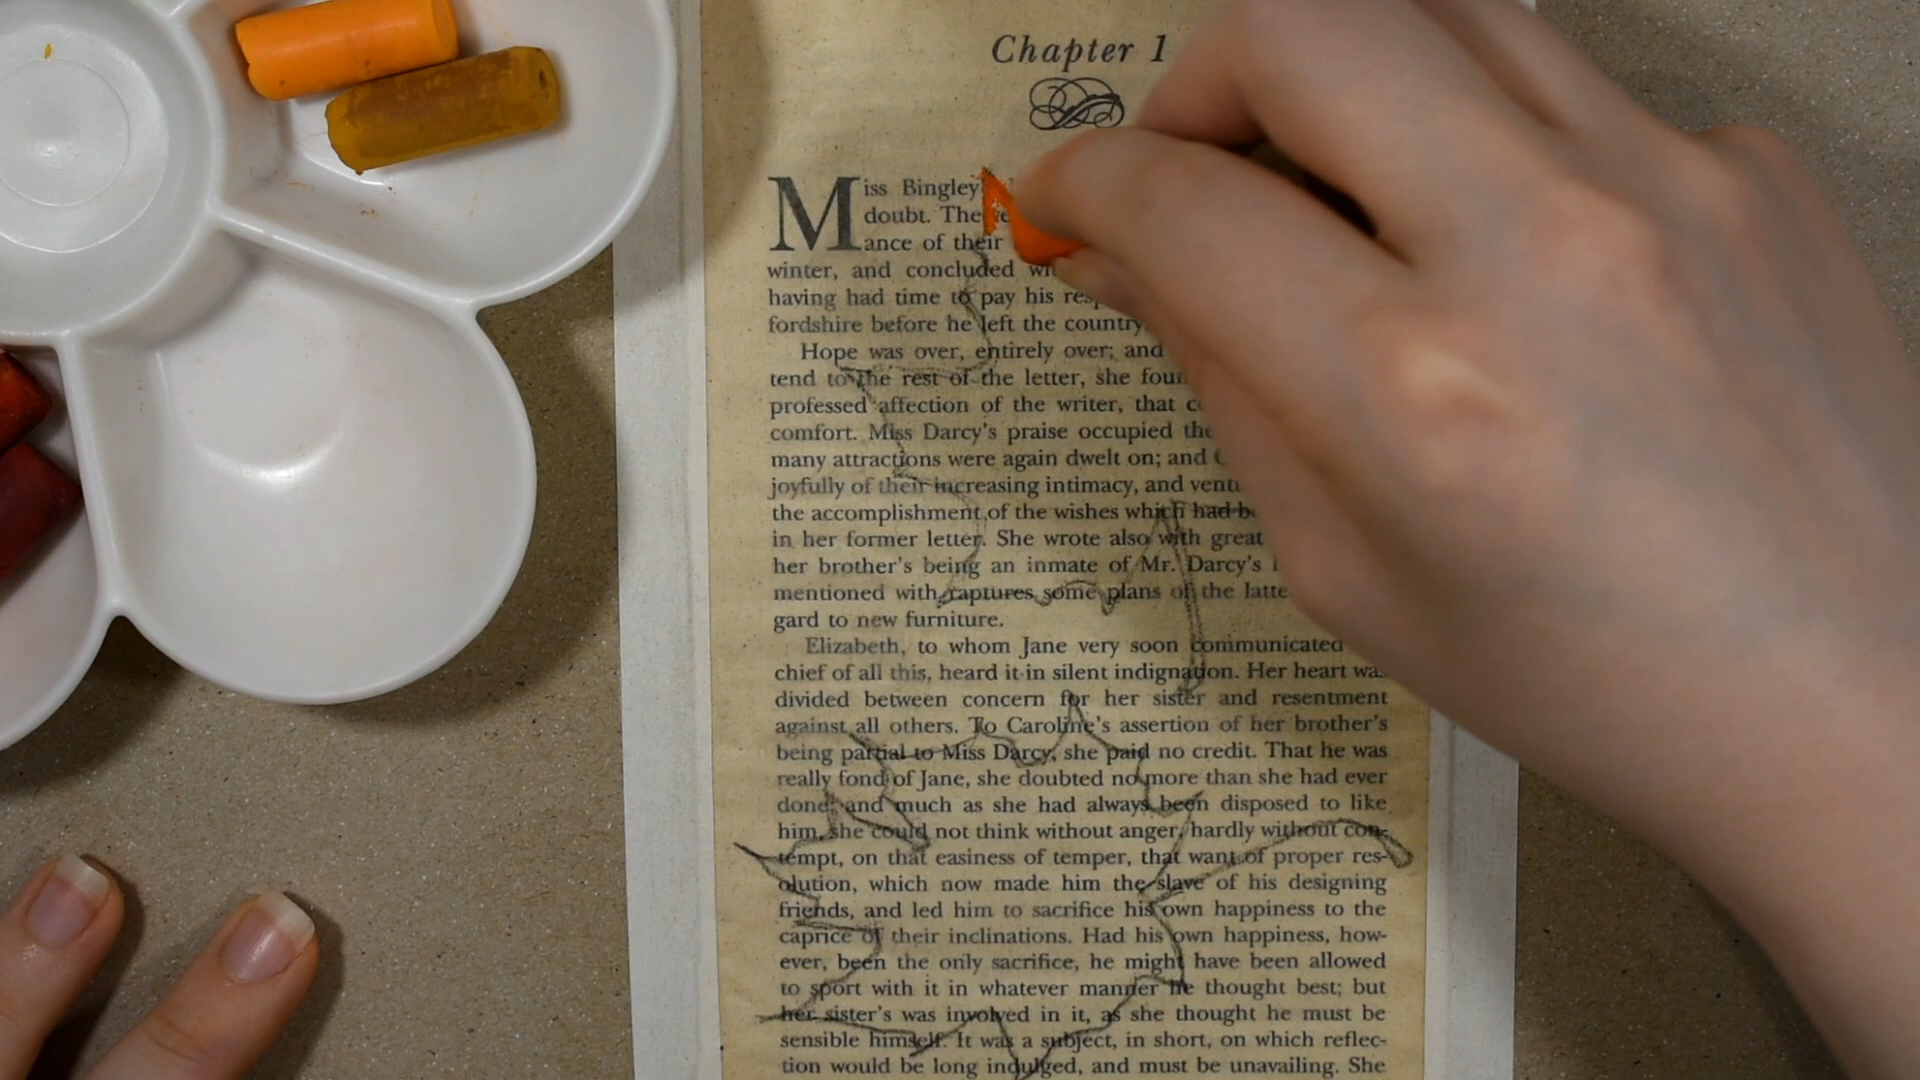 Chapter 1
Miss Bingley
doubt. The
ance of their
winter, and concluded
having had time to pay his
fordshire before he left the country
Hope was over, entirely over; and
tend to the rest of the letter, she
professed affection of the writer, that
comfort. Miss Darcy's praise occupied
many attractions were again dwelt on; and
joyfully of their increasing intimacy, and
the accomplishment of the wishes which had
in her former letter. She wrote also with great
her brother's being an inmate of Mr. Darcy's
mentioned with raptures some plans of the
gard to new furniture.
Elizabeth, to whom Jane very soon communicated
chief of all this, heard it in silent indignation. Her heart was
divided between concern for her sister and resentment
against all others. To Caroline's assertion of her brother's
being partial to Miss Darcy, she paid no credit. That he was
really fond of Jane, she doubted no more than she had ever
done; and much as she had always been disposed to like
him, she could not think without anger, hardly without con-
tempt, on that easiness of temper, that want of proper res-
olution, which now made him the slave of his designing
friends, and led him to sacrifice his own happiness to the
caprice of their inclinations. Had his own happiness, how-
ever, been the only sacrifice, he might have been allowed
to sport with it in whatever manner he thought best; but
her sister's was involved in it, as she thought he must be
sensible himself. It was a subject, in short, on which reflec-
tion would be long indulged, and must be unavailing. She